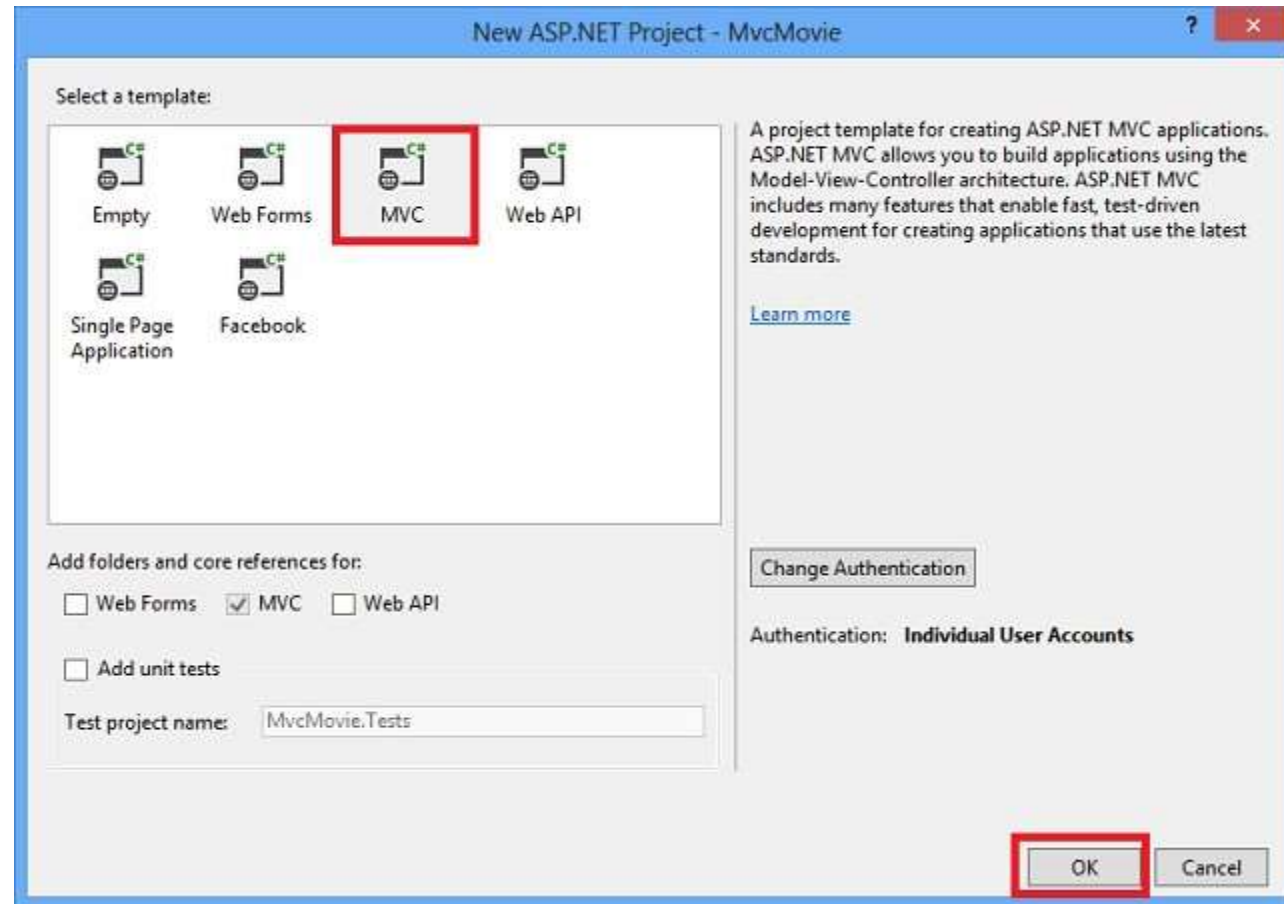 New ASP.NET Project - MvcMovie
?
Select a template:
Empty
Web Forms
MVC
Web API
Single Page
Application
Facebook
A project template for creating ASP.NET MVC applications.
ASP.NET MVC allows you to build applications using the
Model-View-Controller architecture. ASP.NET MVC
includes many features that enable fast, test-driven
development for creating applications that use the latest
standards.
Learn more
Add folders and core references for:
Web Forms
MVC
Web API
Add unit tests
Test project name:
MvcMovie.Tests
Change Authentication
Authentication: Individual User Accounts
OK
Cancel